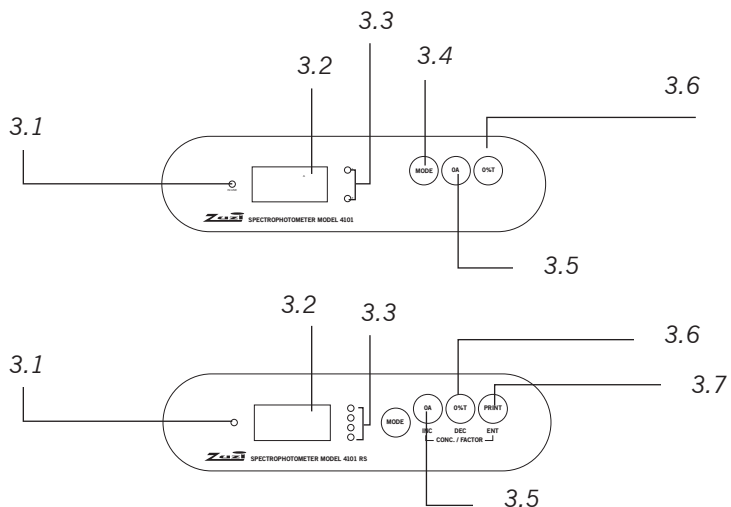 3.3
3.2
3.4
3.6
3.1
MODE
0A
0%T
Zazi SPECTROPHOTOMETER MODEL 4101
3.5
3.2
3.3
3.6
3.1
3.7
MODE
0A
0%T
PRINT
INC
DEC
ENT
CONC. / FACTOR
Zazi SPECTROPHOTOMETER MODEL 4101 RS
3.5